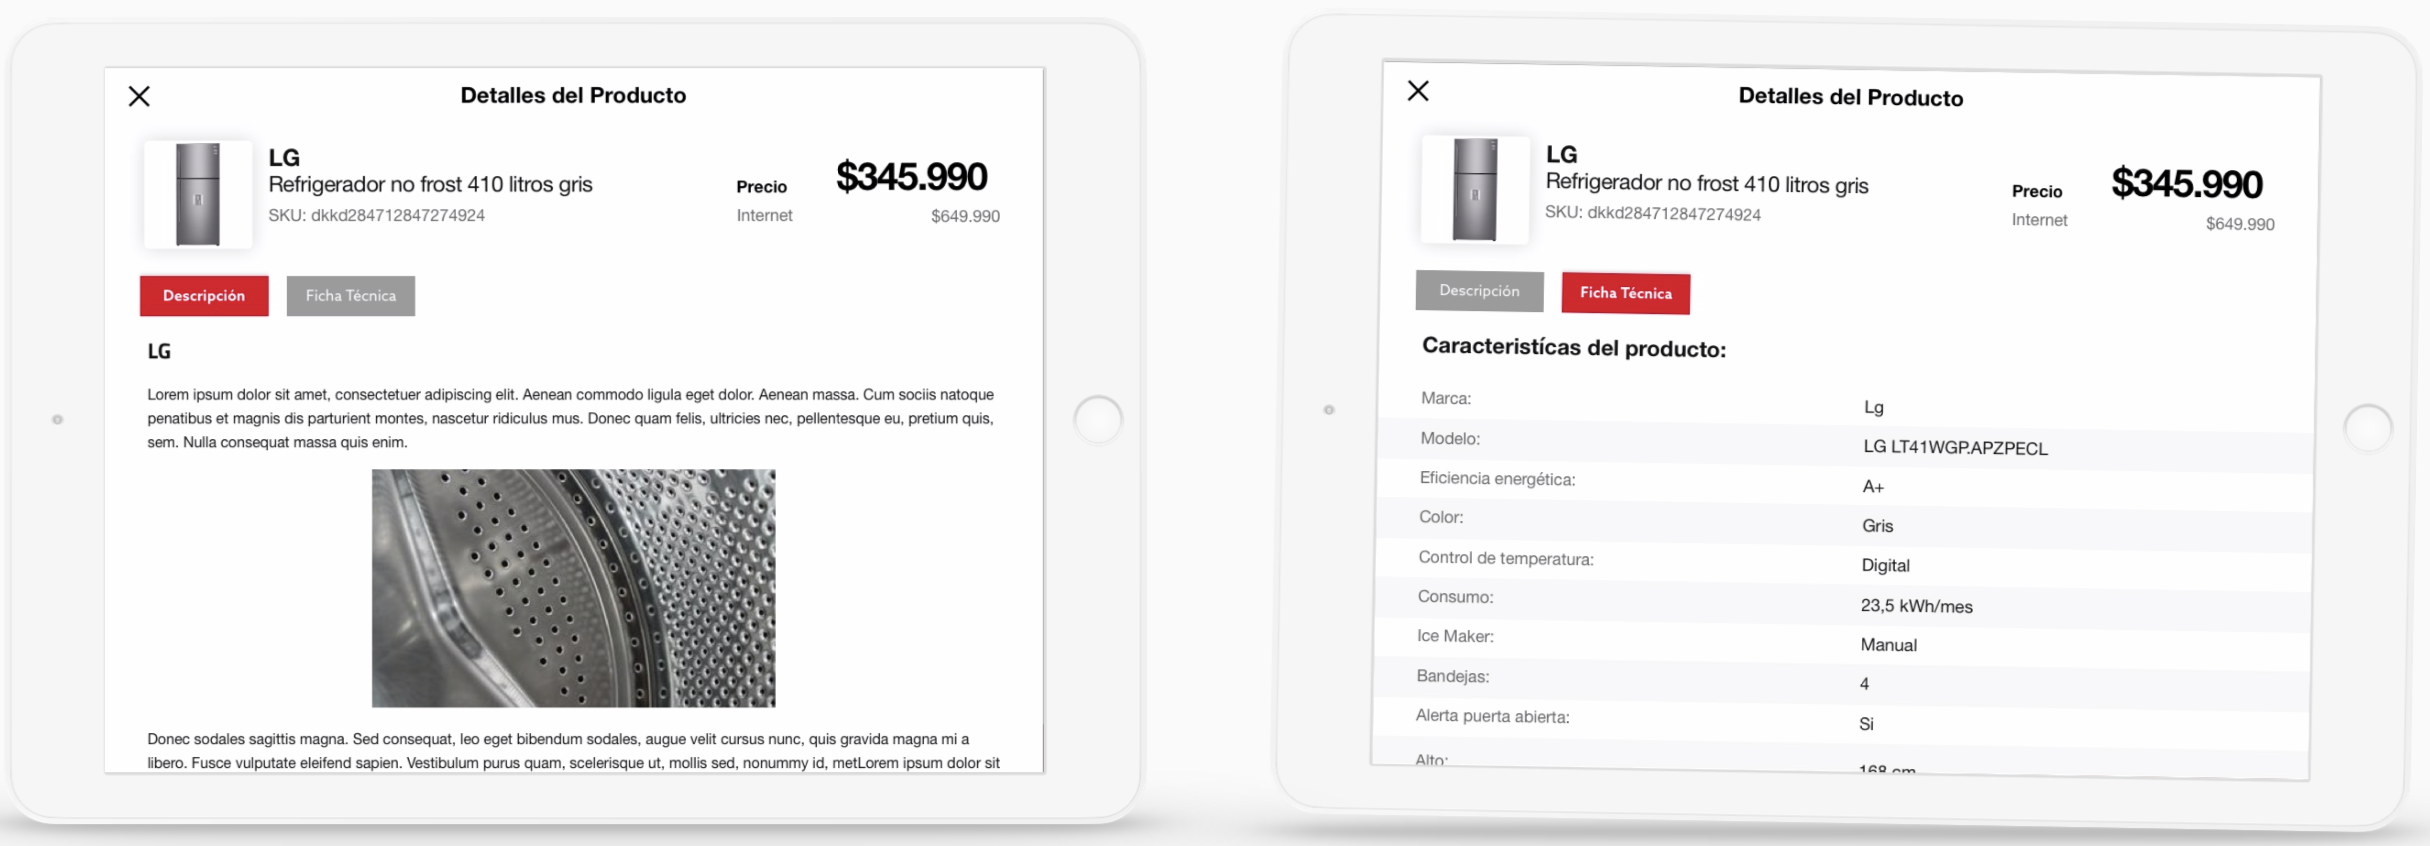 Detalles del Producto
LG
Refrigerador no frost 410 litros gris
SKU: dkkd284712847274924
Precio
$345.990
Internet
$649.990
Descripción
Ficha Técnica
LG
Lorem ipsum dolor sit amet, consectetuer adipiscing elit. Aenean commodo ligula eget dolor. Aenean massa. Cum sociis natoque
penatibus et magnis dis parturient montes, nascetur ridiculus mus. Donec quam felis, ultricies nec, pellentesque eu, pretium quis,
sem. Nulla consequat massa quis enim.
Donec sodales sagittis magna. Sed consequat, leo eget bibendum sodales, augue velit cursus nunc, quis gravida magna mi a
libero. Fusce vulputate eleifend sapien. Vestibulum purus quam, scelerisque ut, mollis sed, nonummy id, metLorem ipsum dolor sit
Detalles del Producto
LG
Refrigerador no frost 410 litros gris
SKU: dkkd284712847274924
Precio
$345.990
Internet
$649.990
Descripción
Ficha Técnica
Característícas del producto:
Marca:
Lg
Modelo:
LG LT41WGP.APZPECL
Eficiencia energética:
A+
Color:
Gris
Control de temperatura:
Digital
Consumo:
23,5 kWh/mes
Ice Maker:
Manual
Bandejas:
4
Alerta puerta abierta:
Si
Alto:
168 cm